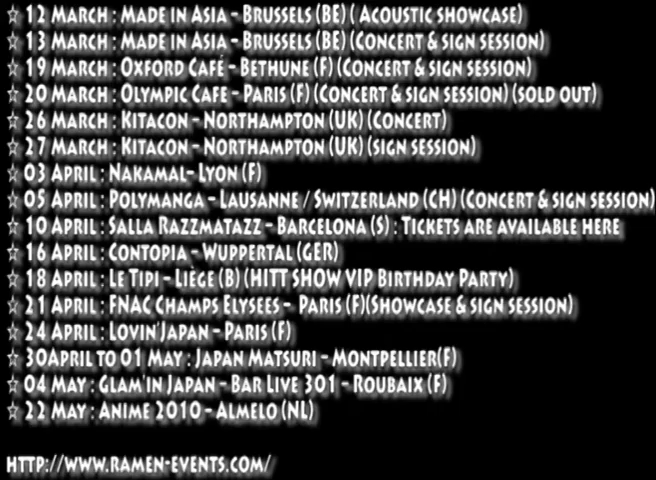 ☆ 12 March : Made in Asia - Brussels (BE) ( Acoustic showcase)
☆ 13 March : Made in Asia - Brussels (BE) (Concert & sign session)
☆ 19 March : Oxford Café - Bethune (F) (Concert & sign session)
☆ 20 March : Olympic Café - Paris (F) (Concert & sign session) (sold out)
☆ 26 March : Kitacon - Northampton (UK) (Concert)
☆ 27 March : Kitacon - Northampton (UK) (sign session)
☆ 03 April : Nakamal- Lyon (F)
☆ 05 April : Polymanga - Lausanne / Switzerland (CH) (Concert & sign session)
☆ 10 April : Salla Razzmatazz - Barcelona (S) : Tickets are available here
☆ 16 April : Contopia - Wuppertal (GER)
☆ 18 April : Le Tipi - Liège (B) (HITT SHOW VIP Birthday Party)
☆ 21 April : FNAC Champs Elysées - Paris (F)(Showcase & sign session)
☆ 24 April : Lovin'Japan - Paris (F)
☆ 30April to 01 May : Japan Matsuri - Montpellier(F)
☆ 04 May : Glam'in Japan - Bar Live 301 - Roubaix (F)
☆ 22 May : Anime 2010 - Almelo (NL)
http://www.ramen-events.com/